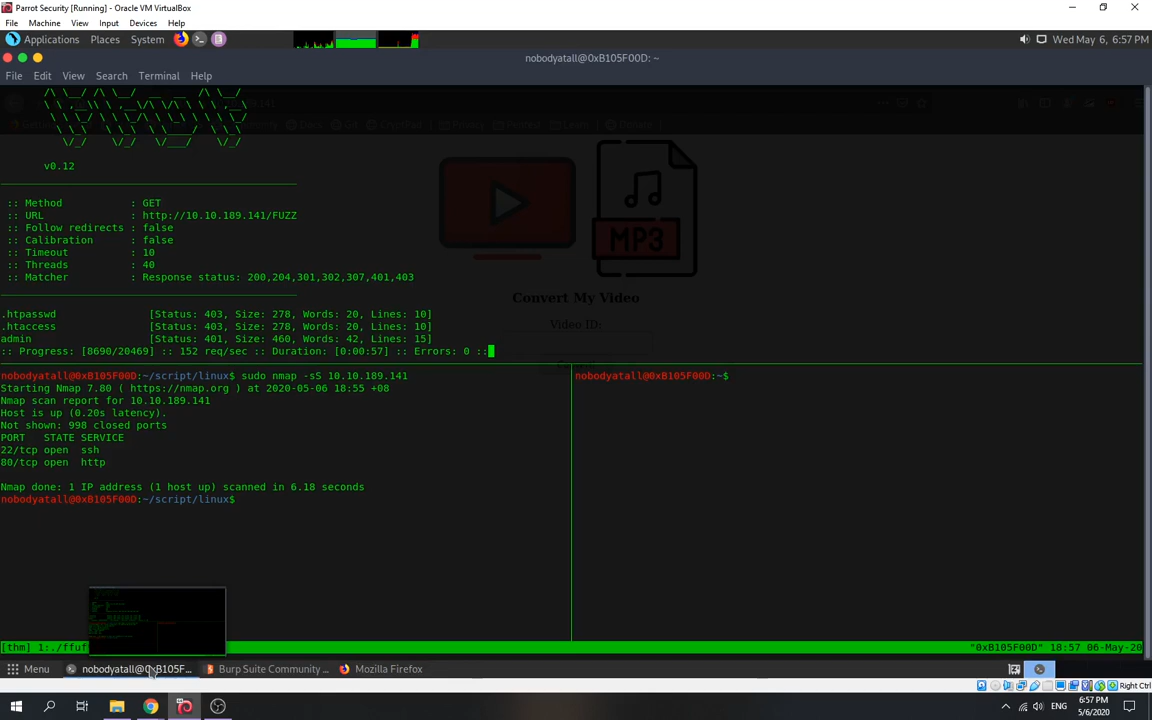 Parrot Security [Running] - Oracle VM VirtualBox
File Machine View Input Devices Help
Applications Places System
Wed May 6, 6:57 PM
nobodyatall@0xB105F00D: ~
File Edit View Search Terminal Help
v0.12
:: Method : GET
:: URL : http://10.10.189.141/FUZZ
:: Follow redirects : false
:: Calibration : false
:: Timeout : 10
:: Threads : 40
:: Matcher : Response status: 200,204,301,302,307,401,403
.htpasswd [Status: 403, Size: 278, Words: 20, Lines: 10]
.htaccess [Status: 403, Size: 278, Words: 20, Lines: 10]
admin [Status: 401, Size: 460, Words: 42, Lines: 15]
:: Progress: [8690/20469] :: 152 req/sec :: Duration: [0:00:57] :: Errors: 0 ::
MP3
Convert My Video
Video ID:
nobodyatall@0xB105F00D:~/script/linux$ sudo nmap -sS 10.10.189.141
Starting Nmap 7.80 ( https://nmap.org ) at 2020-05-06 18:55 +08
Nmap scan report for 10.10.189.141
Host is up (0.20s latency).
Not shown: 998 closed ports
PORT STATE SERVICE
22/tcp open ssh
80/tcp open http
Nmap done: 1 IP address (1 host up) scanned in 6.18 seconds
nobodyatall@0xB105F00D:~/script/linux$
nobodyatall@0xB105F00D:~$
[thm] 1:./ffuf
"0xB105F00D" 18:57 06-May-20
Menu nobodyatall@0xB105F... Burp Suite Community ... Mozilla Firefox
Right Ctrl
ENG
6:57 PM
5/6/2020